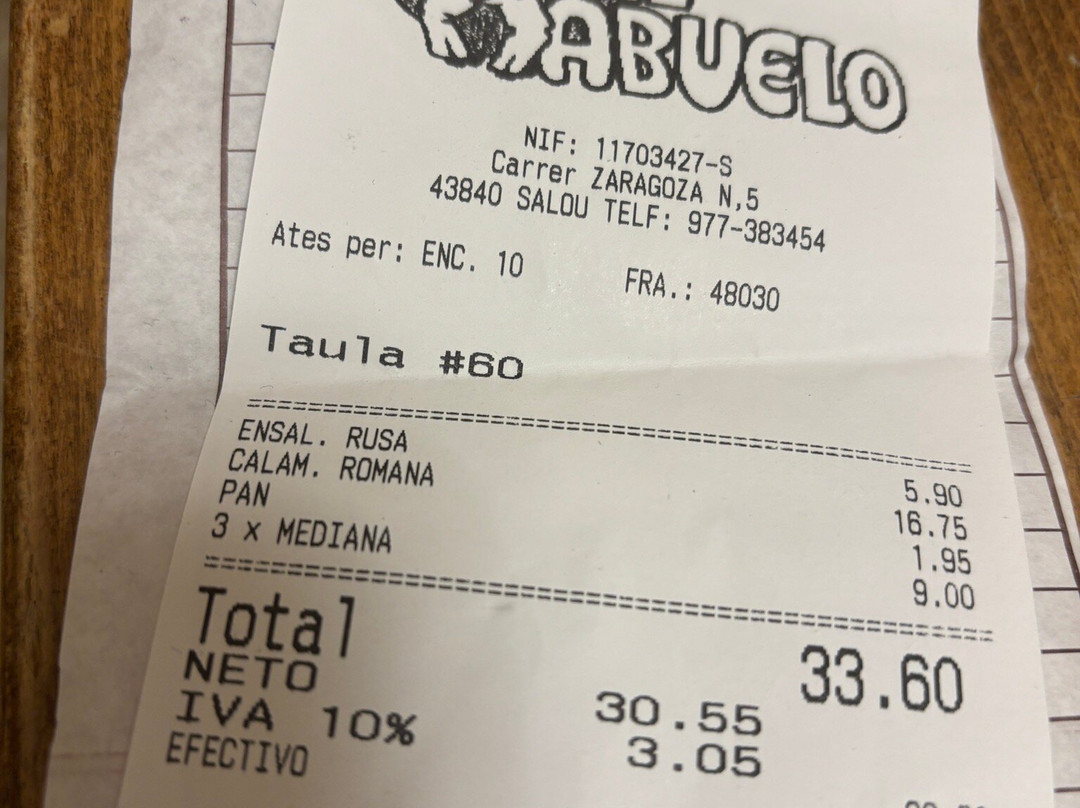 ABUELO
NIF: 11703427-S
Carrer ZARAGOZA N,5
43840 SALOU TELF: 977-383454
Ates per: ENC. 10 FRA.: 48030
Taula #60
ENSAL. RUSA 5.90
CALAM. ROMANA 16.75
PAN 1.95
3 x MEDIANA 9.00
Total 33.60
NETO 30.55
IVA 10% 3.05
EFECTIVO